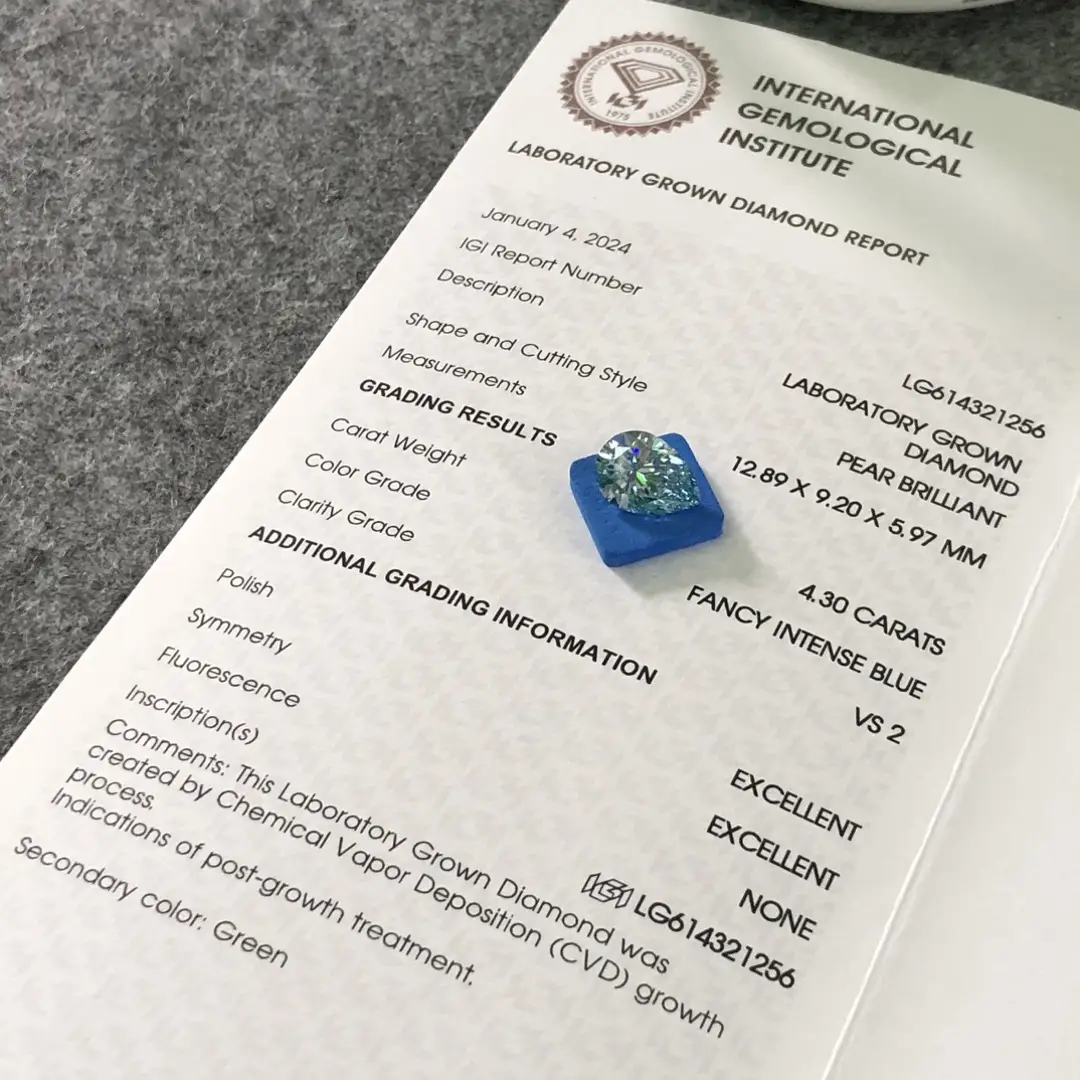 INTERNATIONAL GEMOLOGICAL INSTITUTE
IGI
1975
INTERNATIONAL
GEMOLOGICAL
INSTITUTE
LABORATORY GROWN DIAMOND REPORT
January 4, 2024
IGI Report Number LG614321256
Description LABORATORY GROWN
DIAMOND
Shape and Cutting Style PEAR BRILLIANT
Measurements 12.89 X 9.20 X 5.97 MM
GRADING RESULTS
Carat Weight 4.30 CARATS
Color Grade FANCY INTENSE BLUE
Clarity Grade VS 2
ADDITIONAL GRADING INFORMATION
Polish EXCELLENT
Symmetry EXCELLENT
Fluorescence NONE
Inscription(s) IGI LG614321256
Comments: This Laboratory Grown Diamond was
created by Chemical Vapor Deposition (CVD) growth
process.
Indications of post-growth treatment.
Secondary color: Green